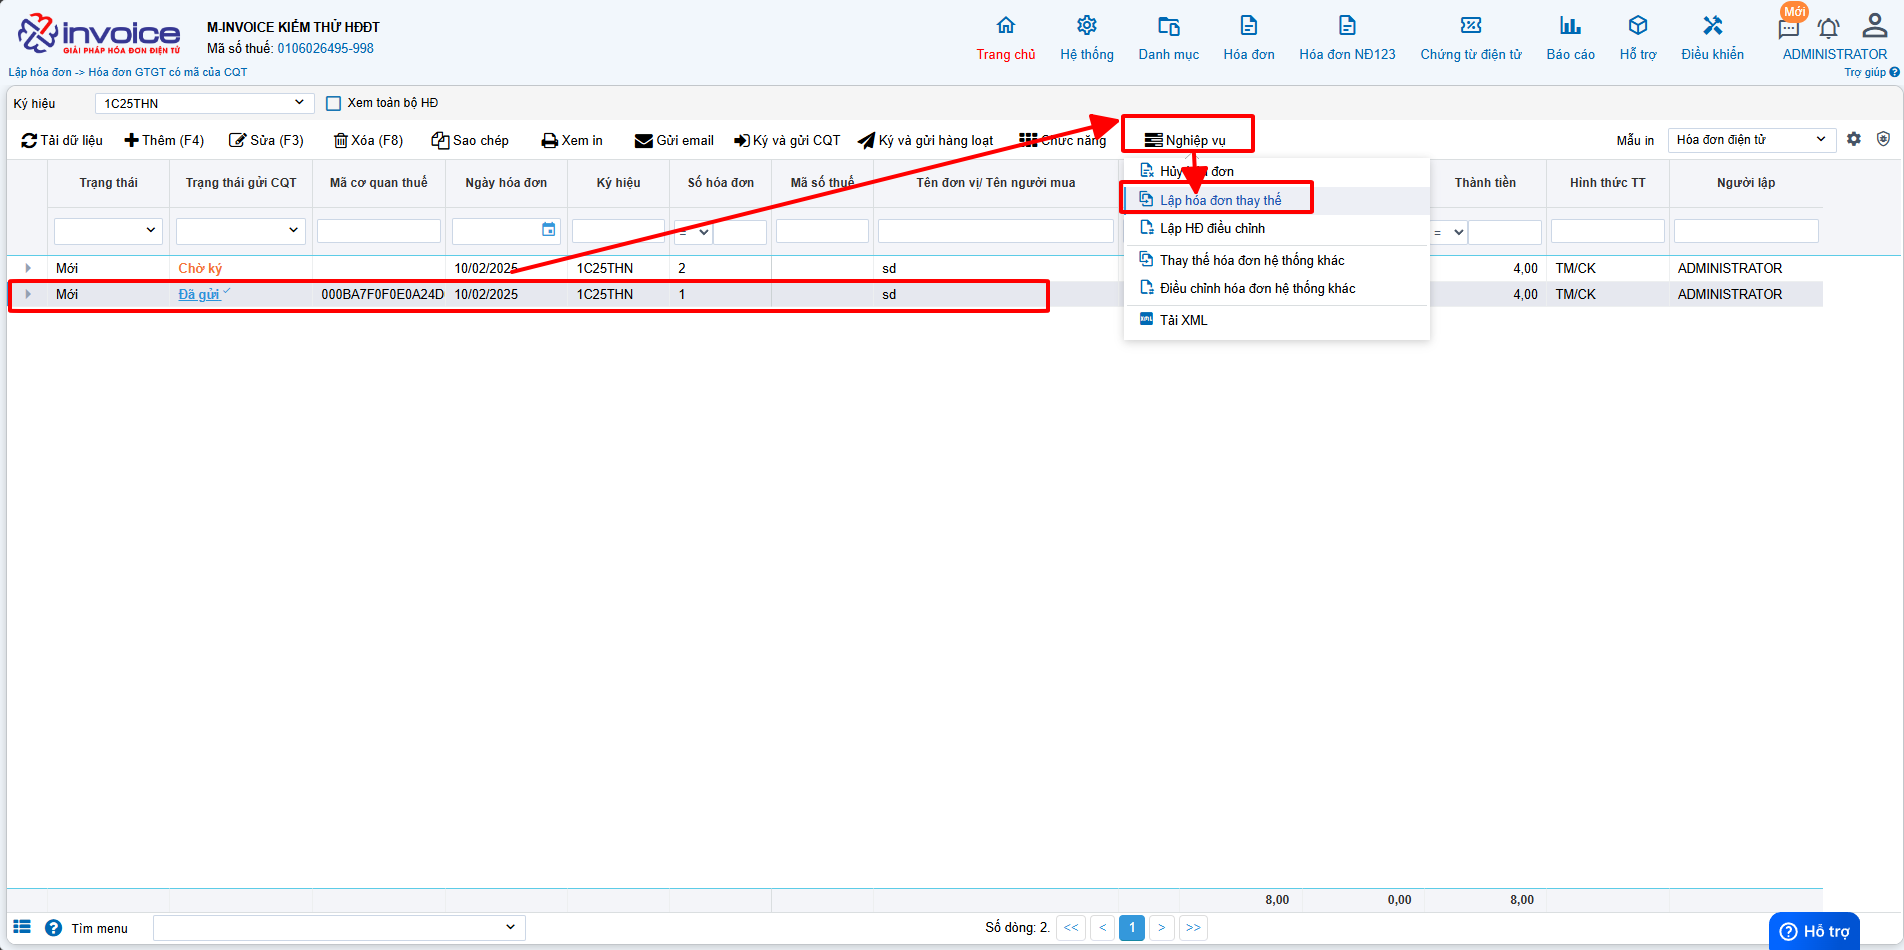 invoice
GIẢI PHÁP HÓA ĐƠN ĐIỆN TỬ
M-INVOICE KIỂM THỬ HĐĐT
Mã số thuế: 0106026495-998
Trang chủ
Hệ thống
Danh mục
Hóa đơn
Hóa đơn NĐ123
Chứng từ điện tử
Báo cáo
Hỗ trợ
Điều khiển
Mới
ADMINISTRATOR
Lập hóa đơn -> Hóa đơn GTGT có mã của CQT
Trợ giúp
Ký hiệu 1C25THN Xem toàn bộ HĐ
Tải dữ liệu Thêm (F4) Sửa (F3) Xóa (F8) Sao chép Xem in Gửi email Ký và gửi CQT Ký và gửi hàng loạt Chức năng Nghiệp vụ Mẫu in Hóa đơn điện tử
Trạng thái Trạng thái gửi CQT Mã cơ quan thuế Ngày hóa đơn Ký hiệu Số hóa đơn Mã số thuế Tên đơn vị/ Tên người mua Thành tiền Hình thức TT Người lập
= =
Mới Chờ ký 10/02/2025 1C25THN 2 sd 4,00 TM/CK ADMINISTRATOR
Mới Đã gửi 000BA7F0F0E0A24D 10/02/2025 1C25THN 1 sd 4,00 TM/CK ADMINISTRATOR
Hủy đơn
Lập hóa đơn thay thế
Lập HĐ điều chỉnh
Thay thế hóa đơn hệ thống khác
Điều chỉnh hóa đơn hệ thống khác
XML Tải XML
8,00 0,00 8,00
Tìm menu
Số dòng: 2. << < 1 > >>
Hỗ trợ